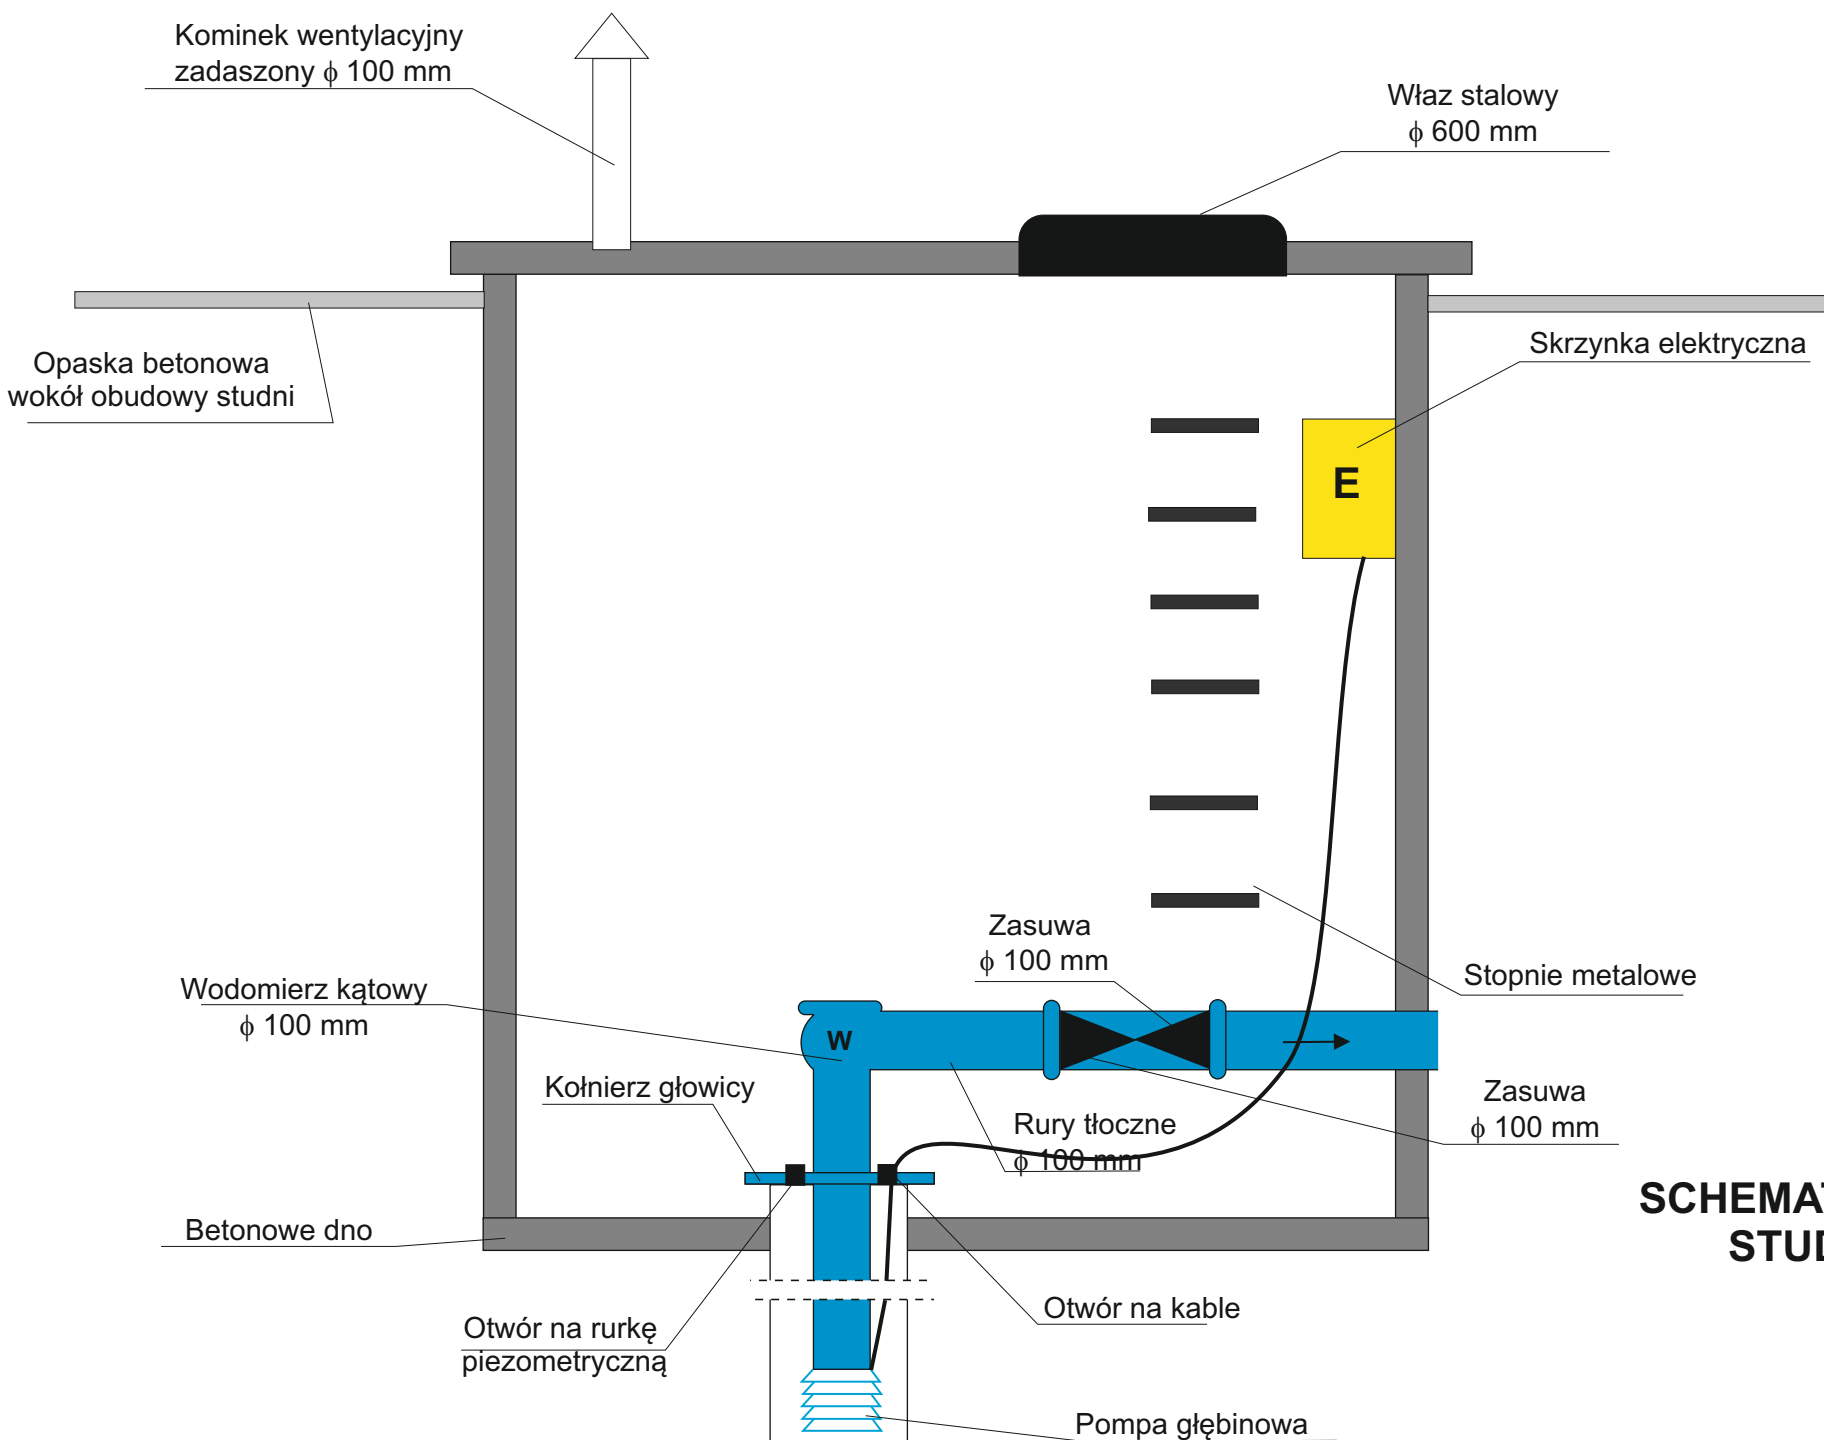 Kominek wentylacyjny
zadaszony ϕ 100 mm
Właz stalowy
ϕ 600 mm
Opaska betonowa
wokół obudowy studni
Skrzynka elektryczna
E
Zasuwa
ϕ 100 mm
Stopnie metalowe
Wodomierz kątowy
ϕ 100 mm
W
Kołnierz głowicy
Rury tłoczne
ϕ 100 mm
Zasuwa
ϕ 100 mm
Betonowe dno
SCHEMAT
STUD
Otwór na kable
Otwór na rurkę
piezometryczną
Pompa głębinowa